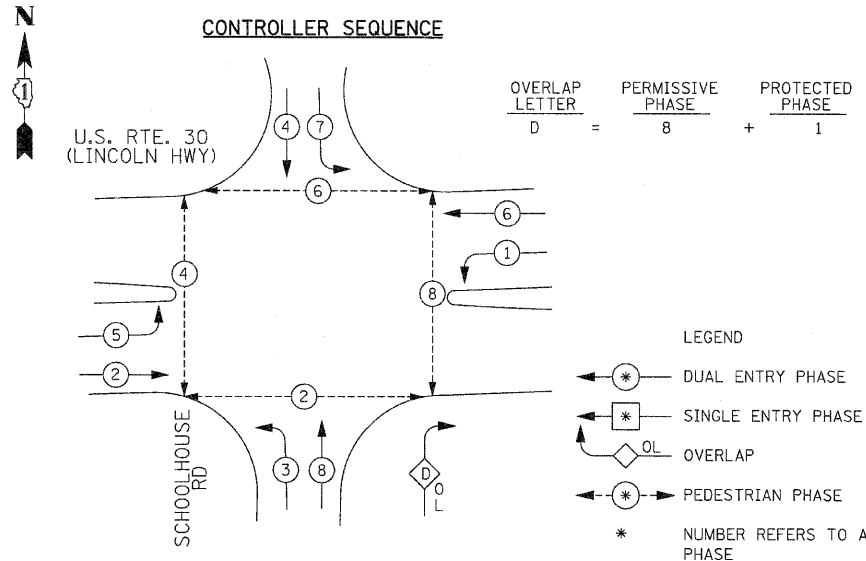 N
CONTROLLER SEQUENCE
1
U.S. RTE. 30
(LINCOLN HWY)
OVERLAP LETTER
PERMISSIVE PHASE
PROTECTED PHASE
D = 8 + 1
4
7
6
6
1
4
8
5
2
2
3
8
D
OL
SCHOOLHOUSE
RD
LEGEND
* DUAL ENTRY PHASE
* SINGLE ENTRY PHASE
OL OVERLAP
* PEDESTRIAN PHASE
* NUMBER REFERS TO A
PHASE